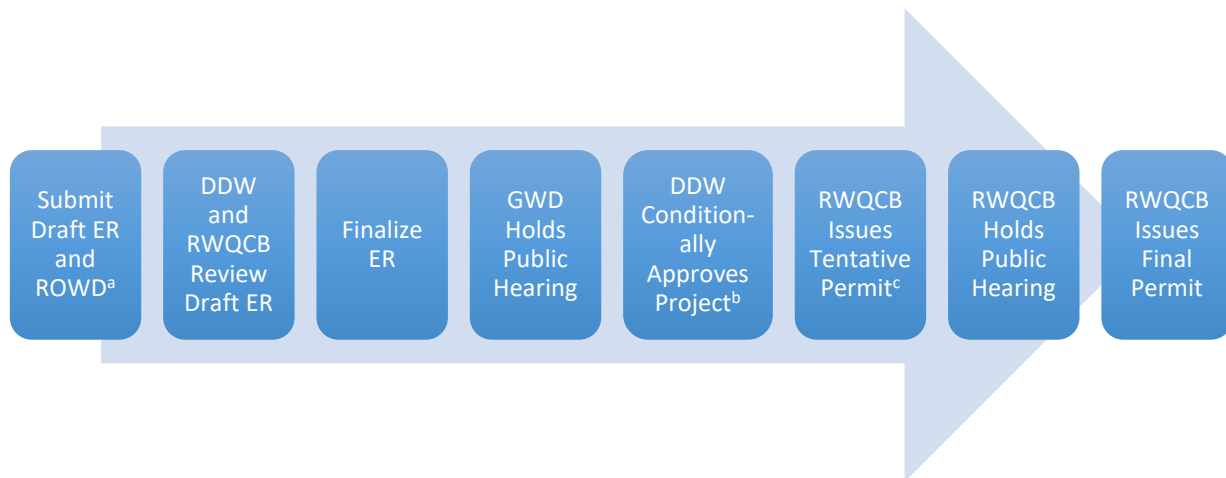 Submit
Draft ER
and
ROWDa
DDW
and
RWQCB
Review
Draft ER
Finalize
ER
GWD
Holds
Public
Hearing
DDW
Condition-
ally
Approves
Projectb
RWQCB
Issues
Tentative
Permitc
RWQCB
Holds
Public
Hearing
RWQCB
Issues
Final
Permit